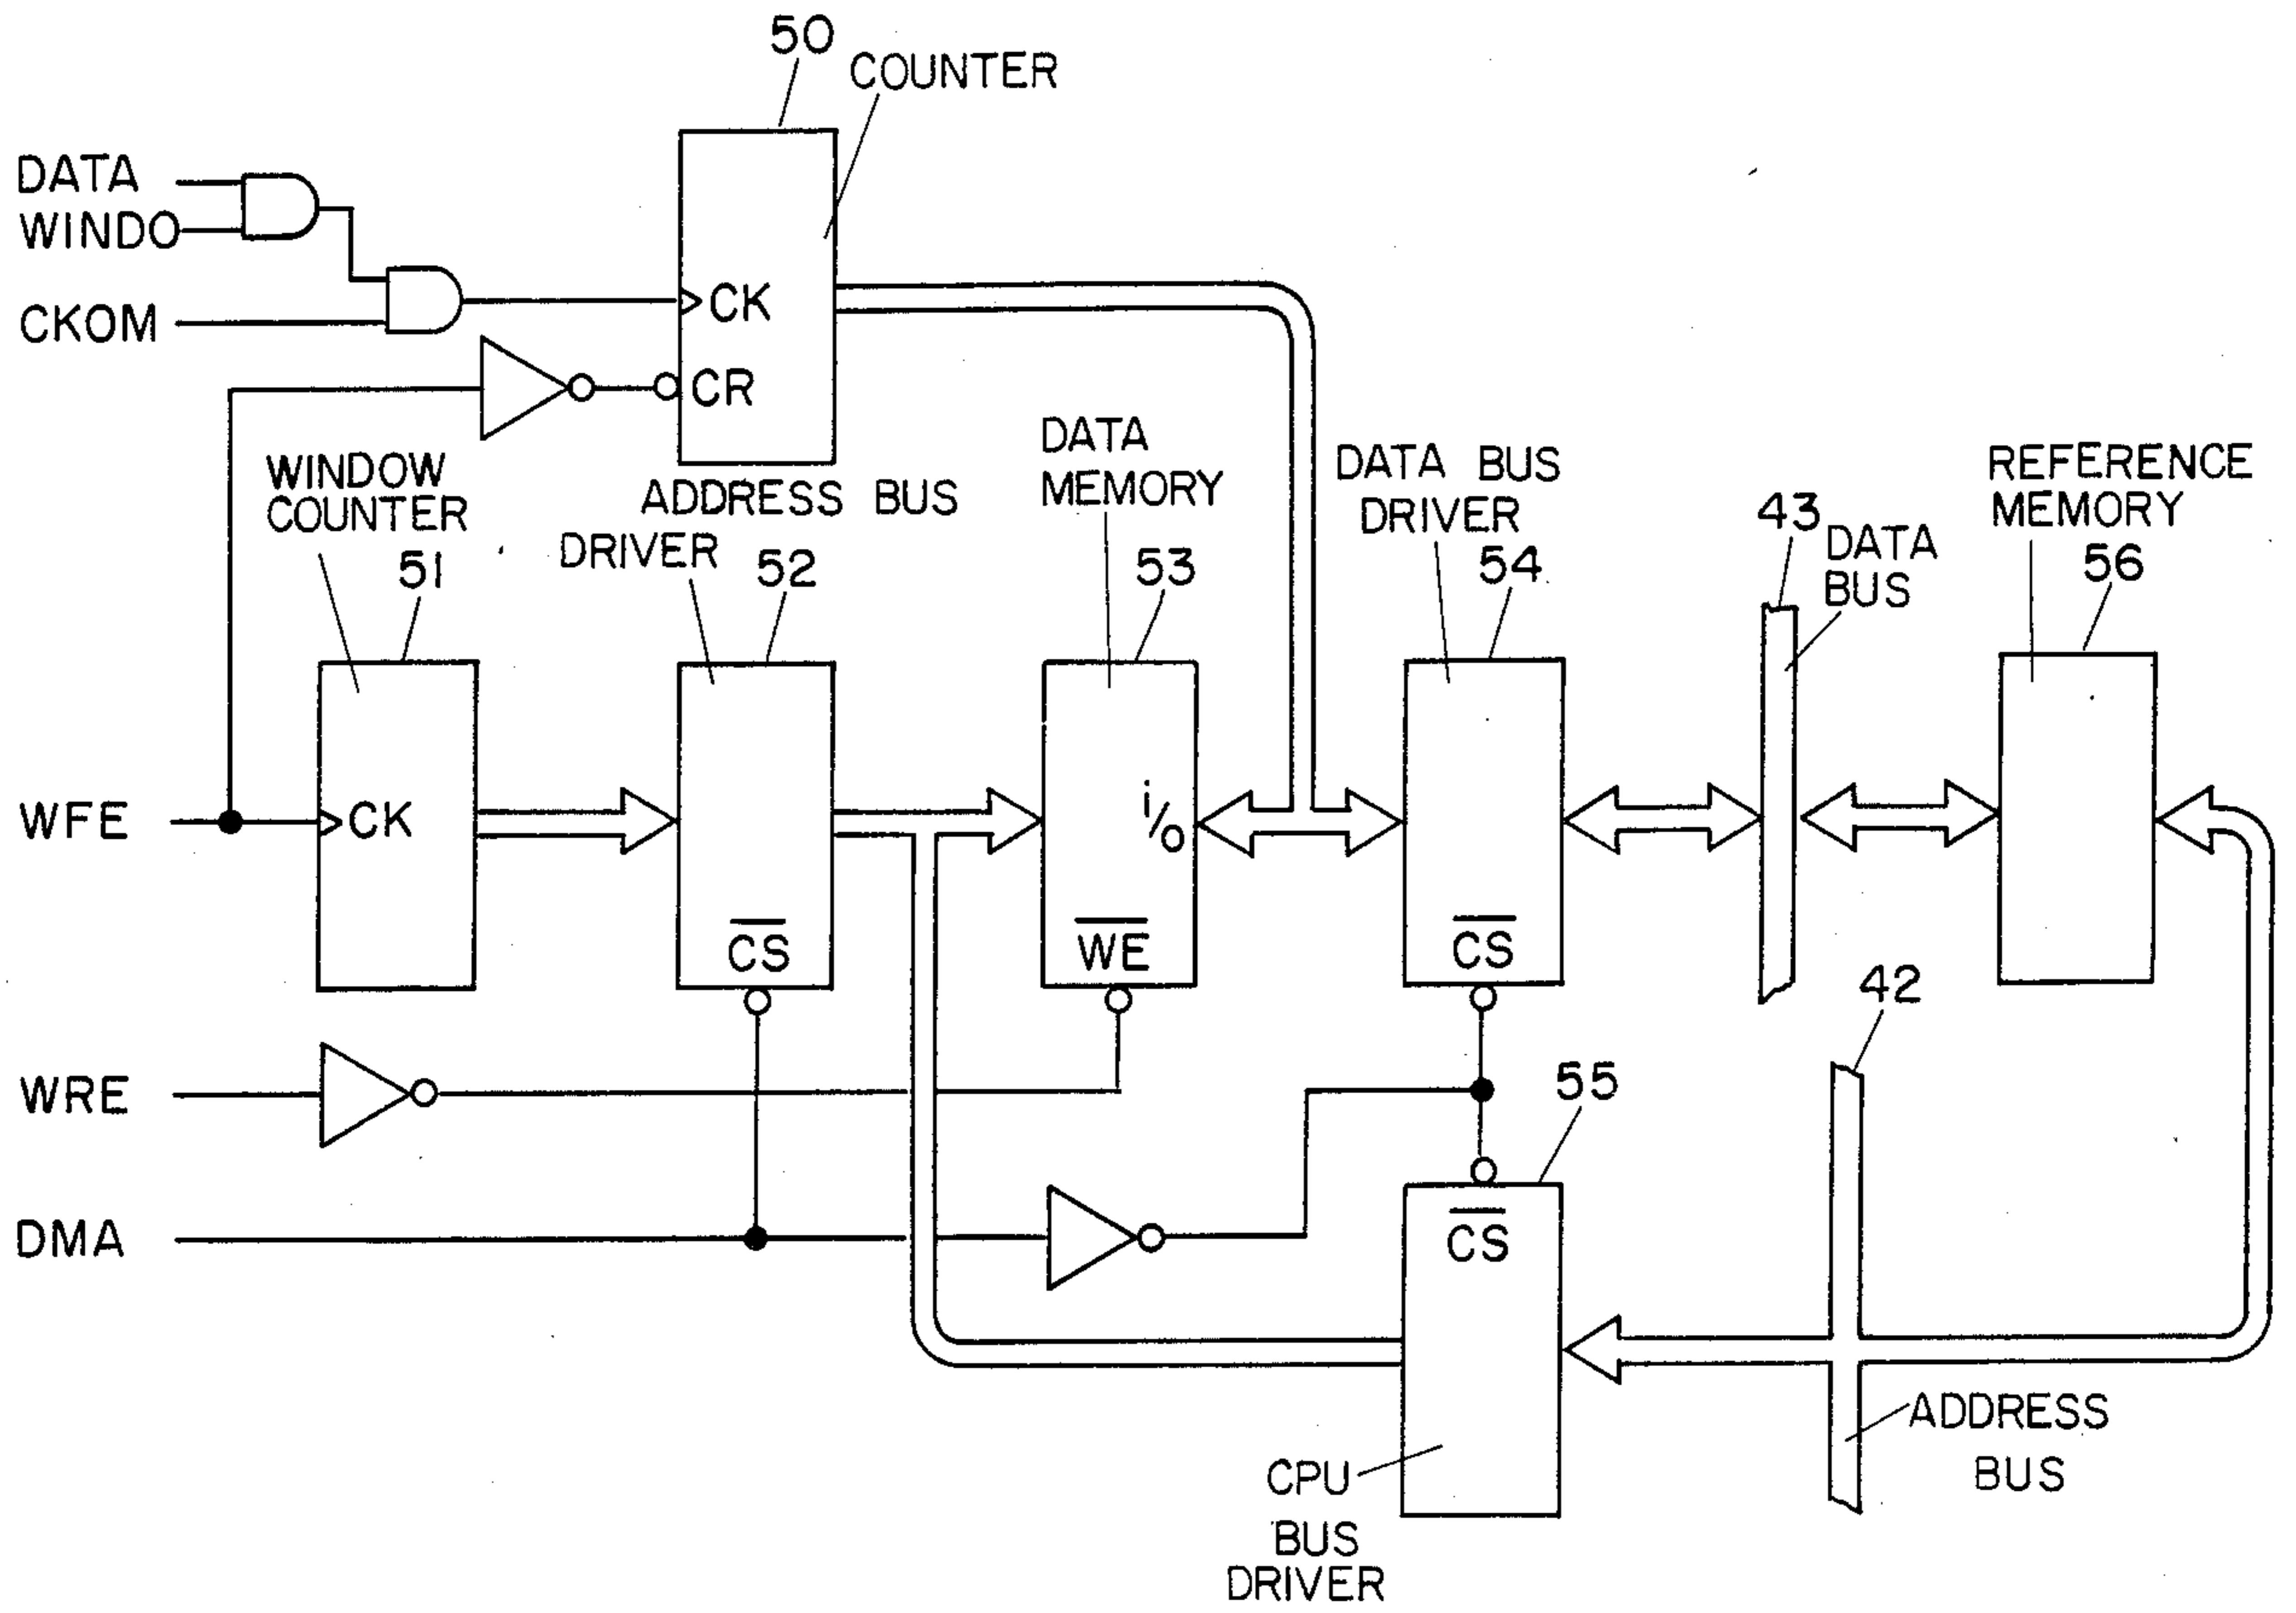 50
COUNTER
DATA
WINDO
CKOM
CK
CR
WINDOW
COUNTER
51
ADDRESS BUS
DRIVER
52
DATA
MEMORY
53
DATA BUS
DRIVER
54
43
DATA
BUS
REFERENCE
MEMORY
56
WFE
CK
i/o
CS
WE
CS
42
WRE
55
DMA
CS
ADDRESS
BUS
CPU
BUS
DRIVER